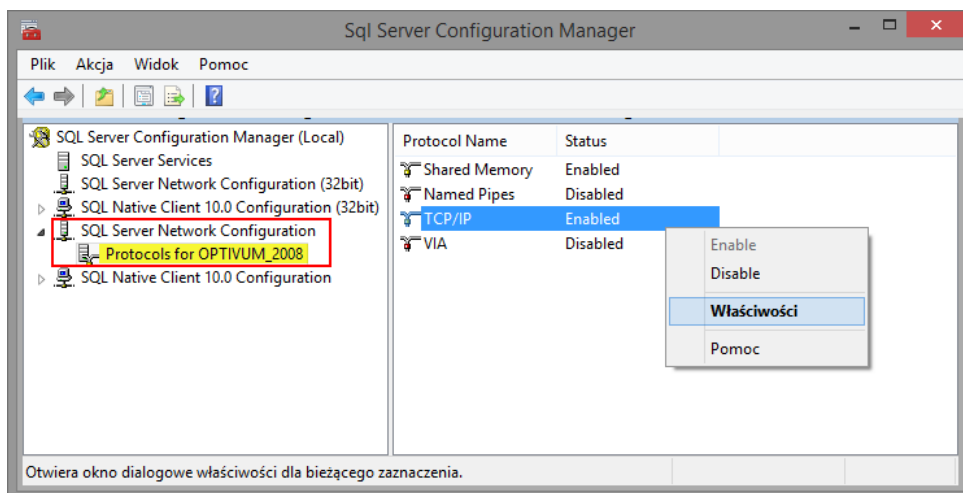 Sql Server Configuration Manager
Plik Akcja Widok Pomoc
SQL Server Configuration Manager (Local)
SQL Server Services
SQL Server Network Configuration (32bit)
SQL Native Client 10.0 Configuration (32bit)
SQL Server Network Configuration
Protocols for OPTIVUM_2008
SQL Native Client 10.0 Configuration
Protocol Name Status
Shared Memory Enabled
Named Pipes Disabled
TCP/IP Enabled
VIA Disabled
Enable
Disable
Właściwości
Pomoc
Otwiera okno dialogowe właściwości dla bieżącego zaznaczenia.